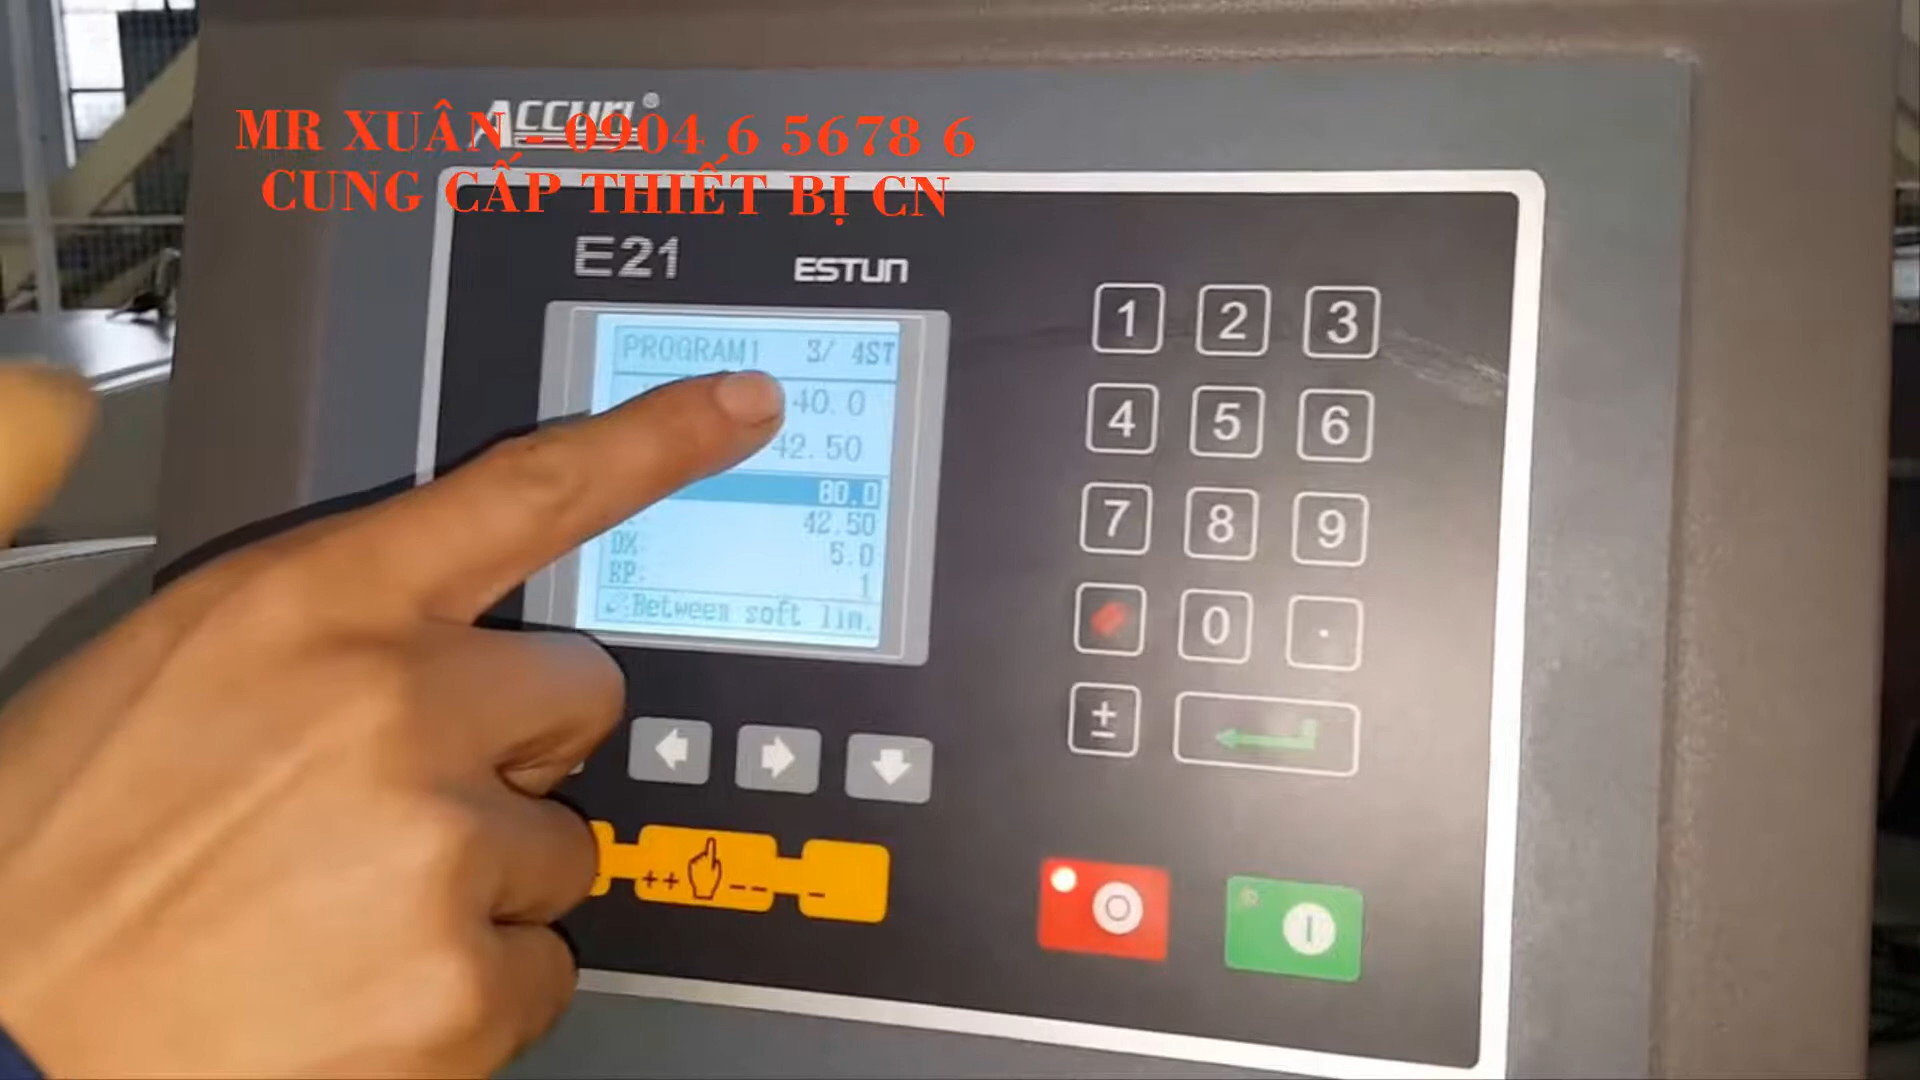 ACCURL®
MR XUÂN - 0904 6 5678 6
CUNG CẤP THIẾT BỊ CN
E21 ESTUN
PROGRAM1 3/ 4ST
40.0
42.50
80.0
42.50
DX: 5.0
RP: 1
Between soft lim.
1 2 3
4 5 6
7 8 9
0 .
±
++ -- -